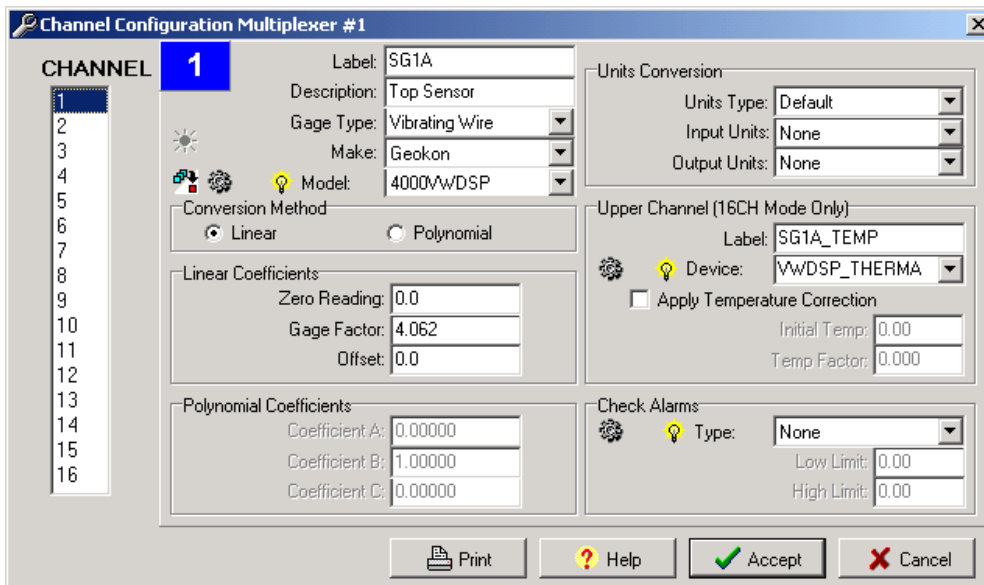 Channel Configuration Multiplexer #1
CHANNEL
1
2
3
4
5
6
7
8
9
10
11
12
13
14
15
16
1
Label: SG1A
Description: Top Sensor
Gage Type: Vibrating Wire
Make: Geokon
Model: 4000VWDSP
Conversion Method
Linear Polynomial
Linear Coefficients
Zero Reading: 0.0
Gage Factor: 4.062
Offset: 0.0
Polynomial Coefficients
Coefficient A: 0.00000
Coefficient B: 1.00000
Coefficient C: 0.00000
Units Conversion
Units Type: Default
Input Units: None
Output Units: None
Upper Channel (16CH Mode Only)
Label: SG1A_TEMP
Device: VWDSP_THERMA
Apply Temperature Correction
Initial Temp: 0.00
Temp Factor: 0.000
Check Alarms
Type: None
Low Limit: 0.00
High Limit: 0.00
Print
? Help
Accept
Cancel